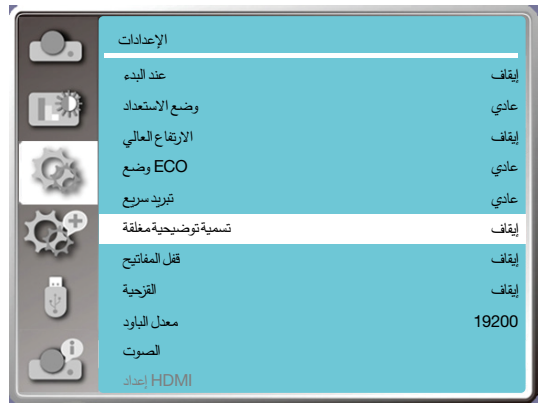 الإعدادات
عند البدء إيقاف
وضع الاستعداد عادي
الارتفاع العالي إيقاف
ECO وضع عادي
تبريد سريع عادي
تسمية توضيحية مغلقة إيقاف
قفل المفاتيح إيقاف
القزحية إيقاف
معدل الباود 19200
الصوت
HDMI إعداد